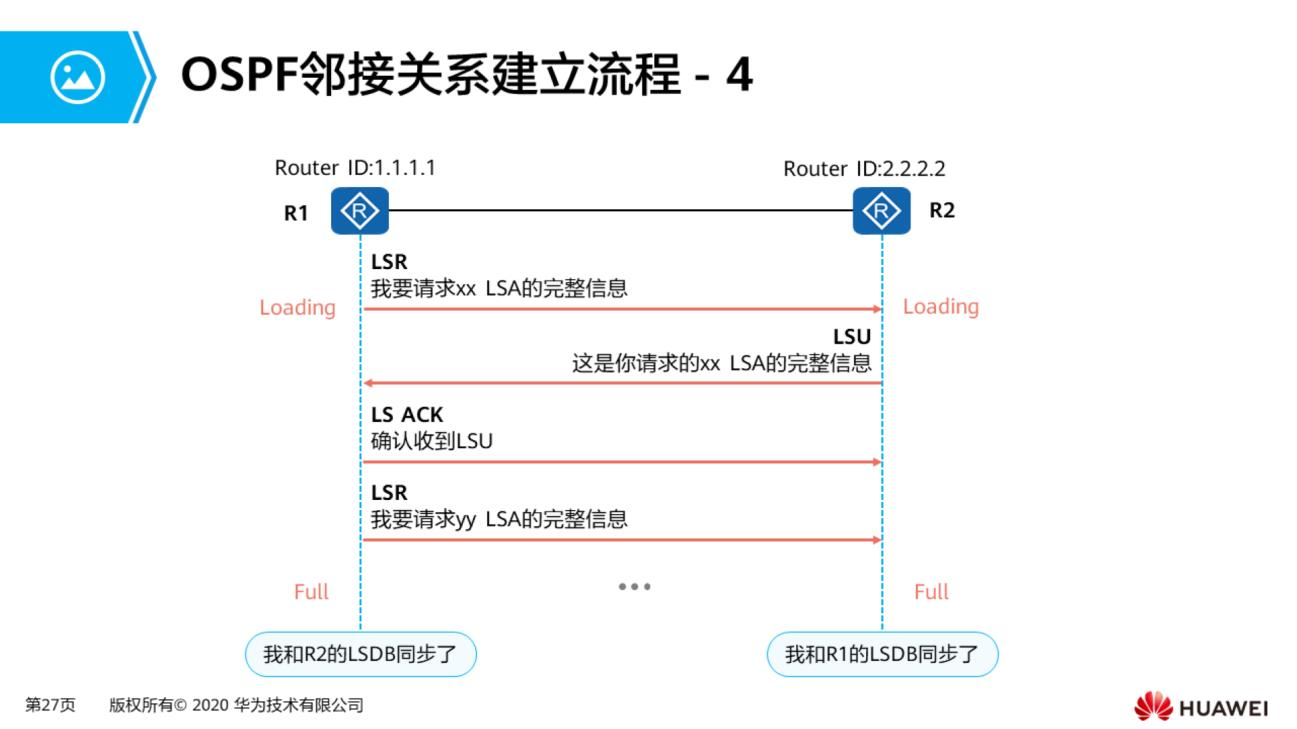 OSPF邻接关系建立流程 - 4
Router ID:1.1.1.1
Router ID:2.2.2.2
R1
R
R
R2
LSR
我要请求xx LSA的完整信息
Loading
Loading
LSU
这是你请求的xx LSA的完整信息
LS ACK
确认收到LSU
LSR
我要请求yy LSA的完整信息
Full
•••
Full
我和R2的LSDB同步了
我和R1的LSDB同步了
第27页 版权所有© 2020 华为技术有限公司
HUAWEI